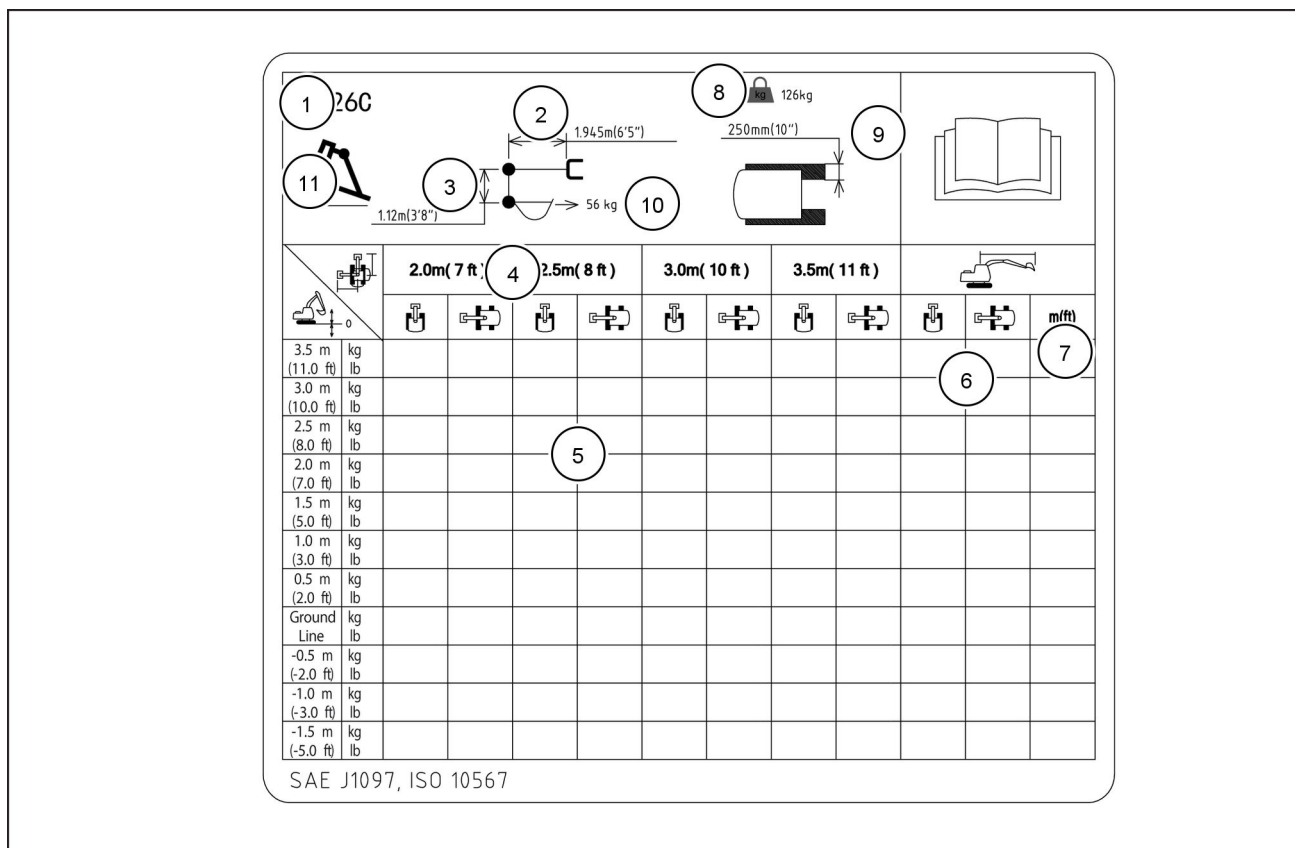 1 26C
8 kg 126kg
2
1.945m(6'5")
250mm(10")
9
11
3
1.12m(3'8")
56 kg
10
2.0m( 7 ft ) 4 2.5m( 8 ft ) 3.0m( 10 ft ) 3.5m( 11 ft )
0
m(ft)
3.5 m kg
(11.0 ft) lb
6
7
3.0 m kg
(10.0 ft) lb
2.5 m kg
(8.0 ft) lb
5
2.0 m kg
(7.0 ft) lb
1.5 m kg
(5.0 ft) lb
1.0 m kg
(3.0 ft) lb
0.5 m kg
(2.0 ft) lb
Ground kg
Line lb
-0.5 m kg
(-2.0 ft) lb
-1.0 m kg
(-3.0 ft) lb
-1.5 m kg
(-5.0 ft) lb
SAE J1097, ISO 10567